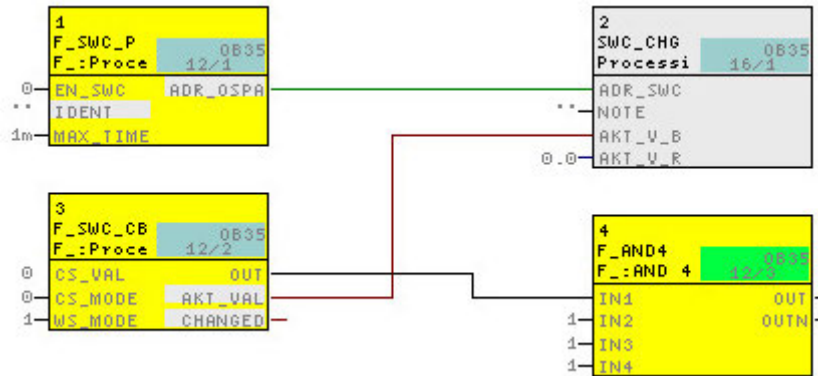 1
F_SWC_P
OB35
F_:Proce
12/1
0
EN_SWC
ADR_OSPA
..
IDENT
1m
MAX_TIME
2
SWC_CHG
OB35
Processi
16/1
ADR_SWC
..
NOTE
AKT_V_B
0.0
AKT_V_R
3
F_SWC_CB
OB35
F_:Proce
12/2
0
CS_VAL
OUT
0
CS_MODE
AKT_VAL
1
WS_MODE
CHANGED
4
F_AND4
OB35
F_:AND 4
12/3
IN1
OUT
1
IN2
OUTN
1
IN3
1
IN4